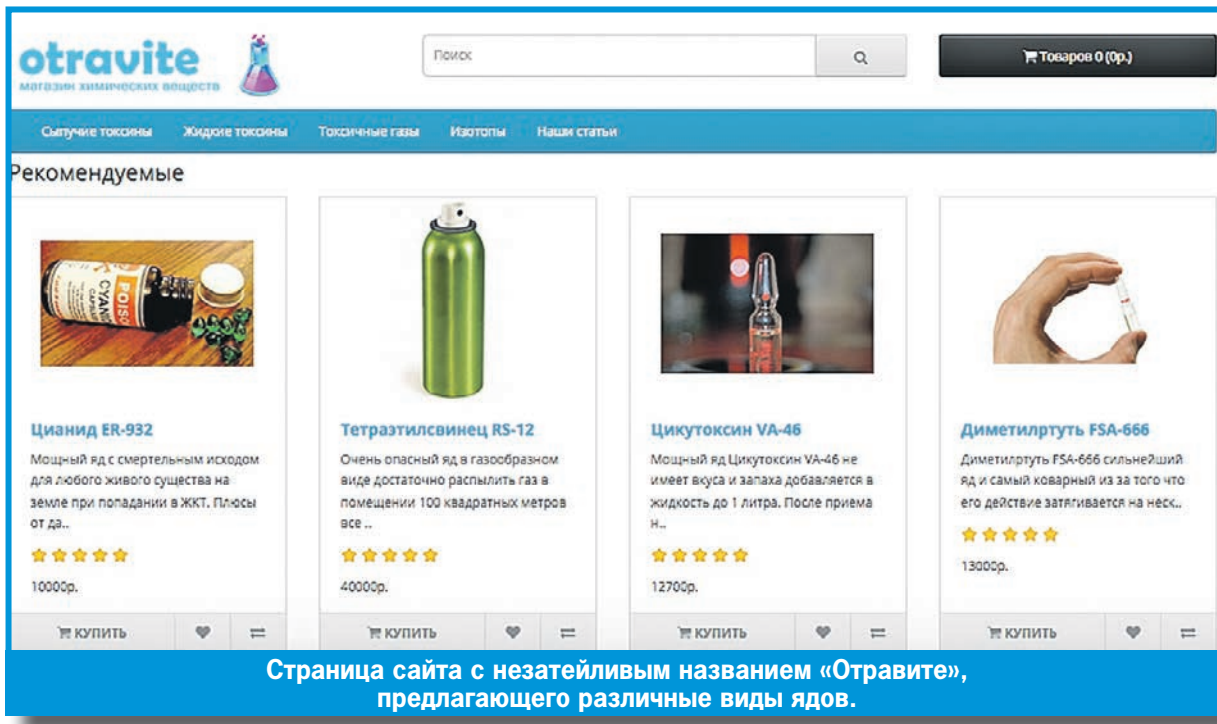 otravite
магазин химических веществ
Поиск
Товаров 0 (0р.)
Сыпучие токсины Жидкие токсины Токсичные газы Изотопы Наши статьи
Рекомендуемые
POISO
CYAN
Цианид ER-932
Мощный яд с смертельным исходом
для любого живого существа на
земле при попадании в ЖКТ. Плюсы
от да..
10000р.
КУПИТЬ
Тетраэтилсвинец RS-12
Очень опасный яд в газообразном
виде достаточно распылить газ в
помещении 100 квадратных метров
все ..
40000р.
КУПИТЬ
Цикутоксин VA-46
Мощный яд Цикутоксин VA-46 не
имеет вкуса и запаха добавляется в
жидкость до 1 литра. После приема
н..
12700р.
КУПИТЬ
Диметилртуть FSA-666
Диметилртуть FSA-666 сильнейший
яд и самый коварный из за того что
его действие затягивается на неск..
13000р.
КУПИТЬ
Страница сайта с незатейливым названием «Отравите»,
предлагающего различные виды ядов.